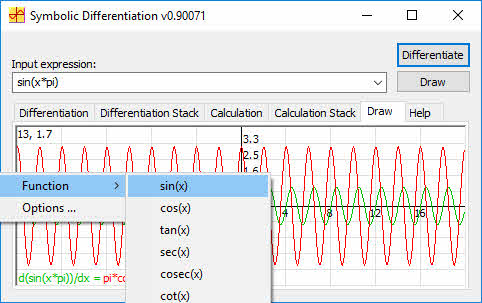 Symbolic Differentiation v0.90071
Differentiate
Input expression:
sin(x*pi)
Draw
Differentiation Differentiation Stack Calculation Calculation Stack Draw Help
13, 1.7
3.3
2.5
Function sin(x)
4 8 12 16
Options ... cos(x)
tan(x)
sec(x)
cosec(x)
d(sin(x*pi))/dx = pi*co
cot(x)